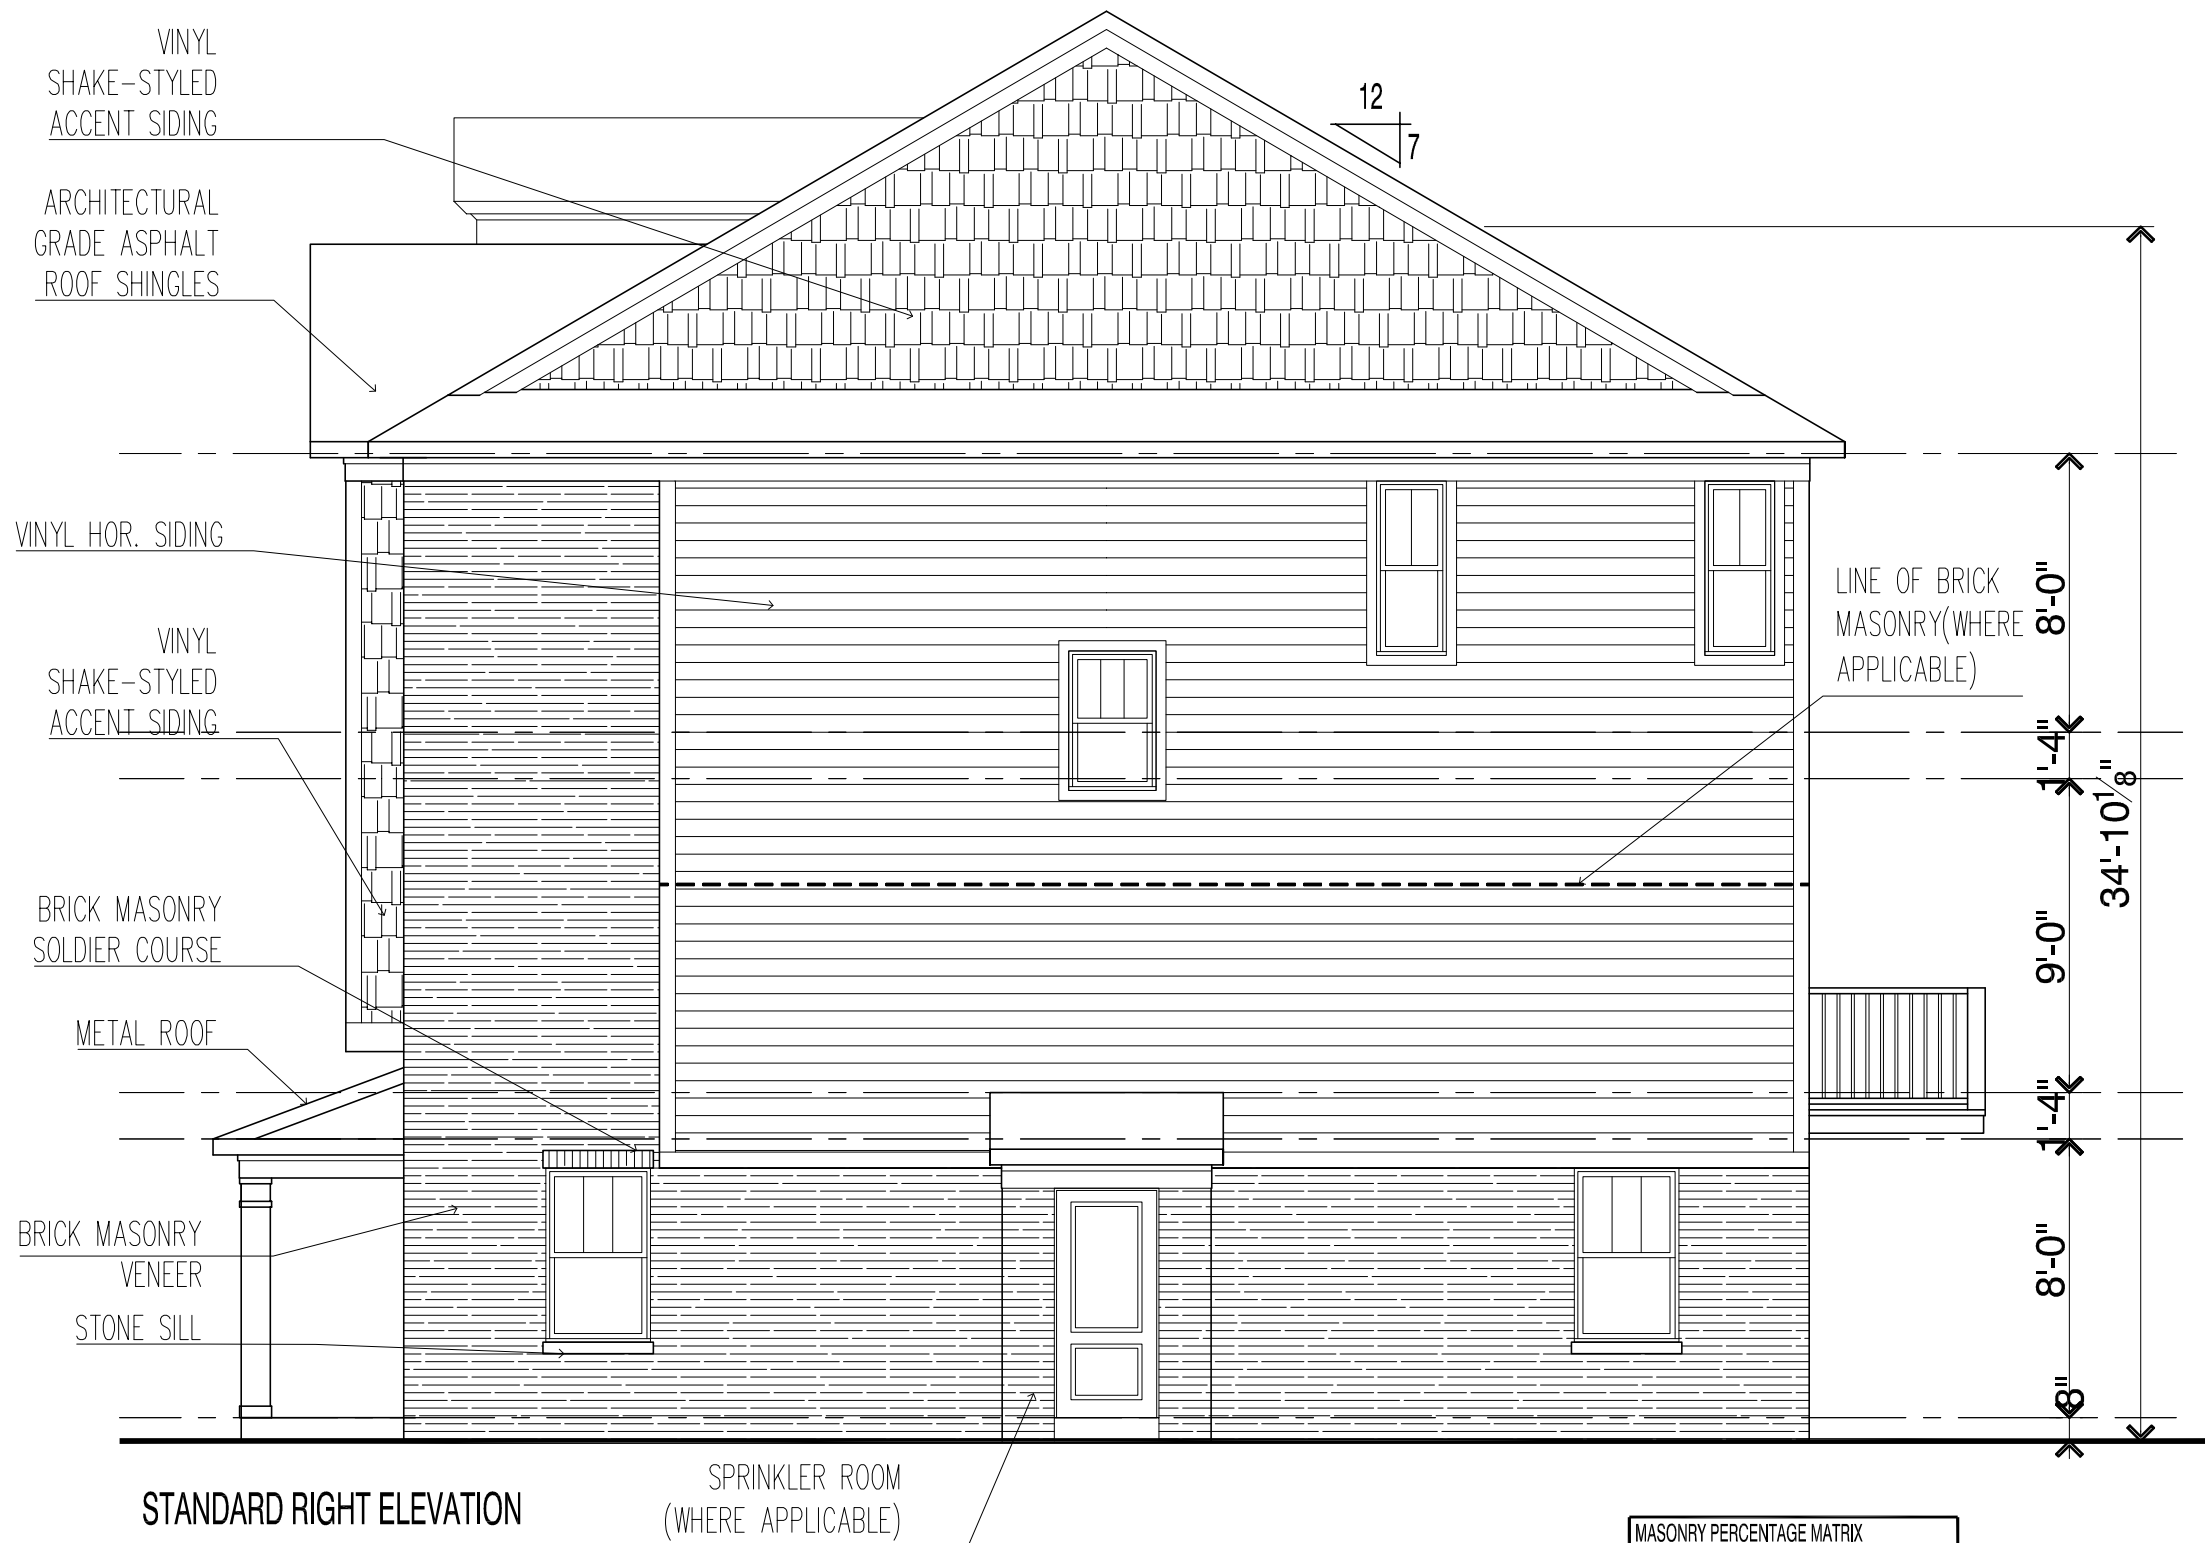 VINYL
SHAKE-STYLED
ACCENT SIDING
12
7
ARCHITECTURAL
GRADE ASPHALT
ROOF SHINGLES
VINYL HOR. SIDING
LINE OF BRICK
MASONRY(WHERE
APPLICABLE)
8'-0"
VINYL
SHAKE-STYLED
ACCENT SIDING
1'-4"
34'-10 1/8"
BRICK MASONRY
SOLDIER COURSE
9'-0"
METAL ROOF
1'-4"
BRICK MASONRY
VENEER
8'-0"
STONE SILL
8"
SPRINKLER ROOM
(WHERE APPLICABLE)
STANDARD RIGHT ELEVATION
MASONRY PERCENTAGE MATRIX